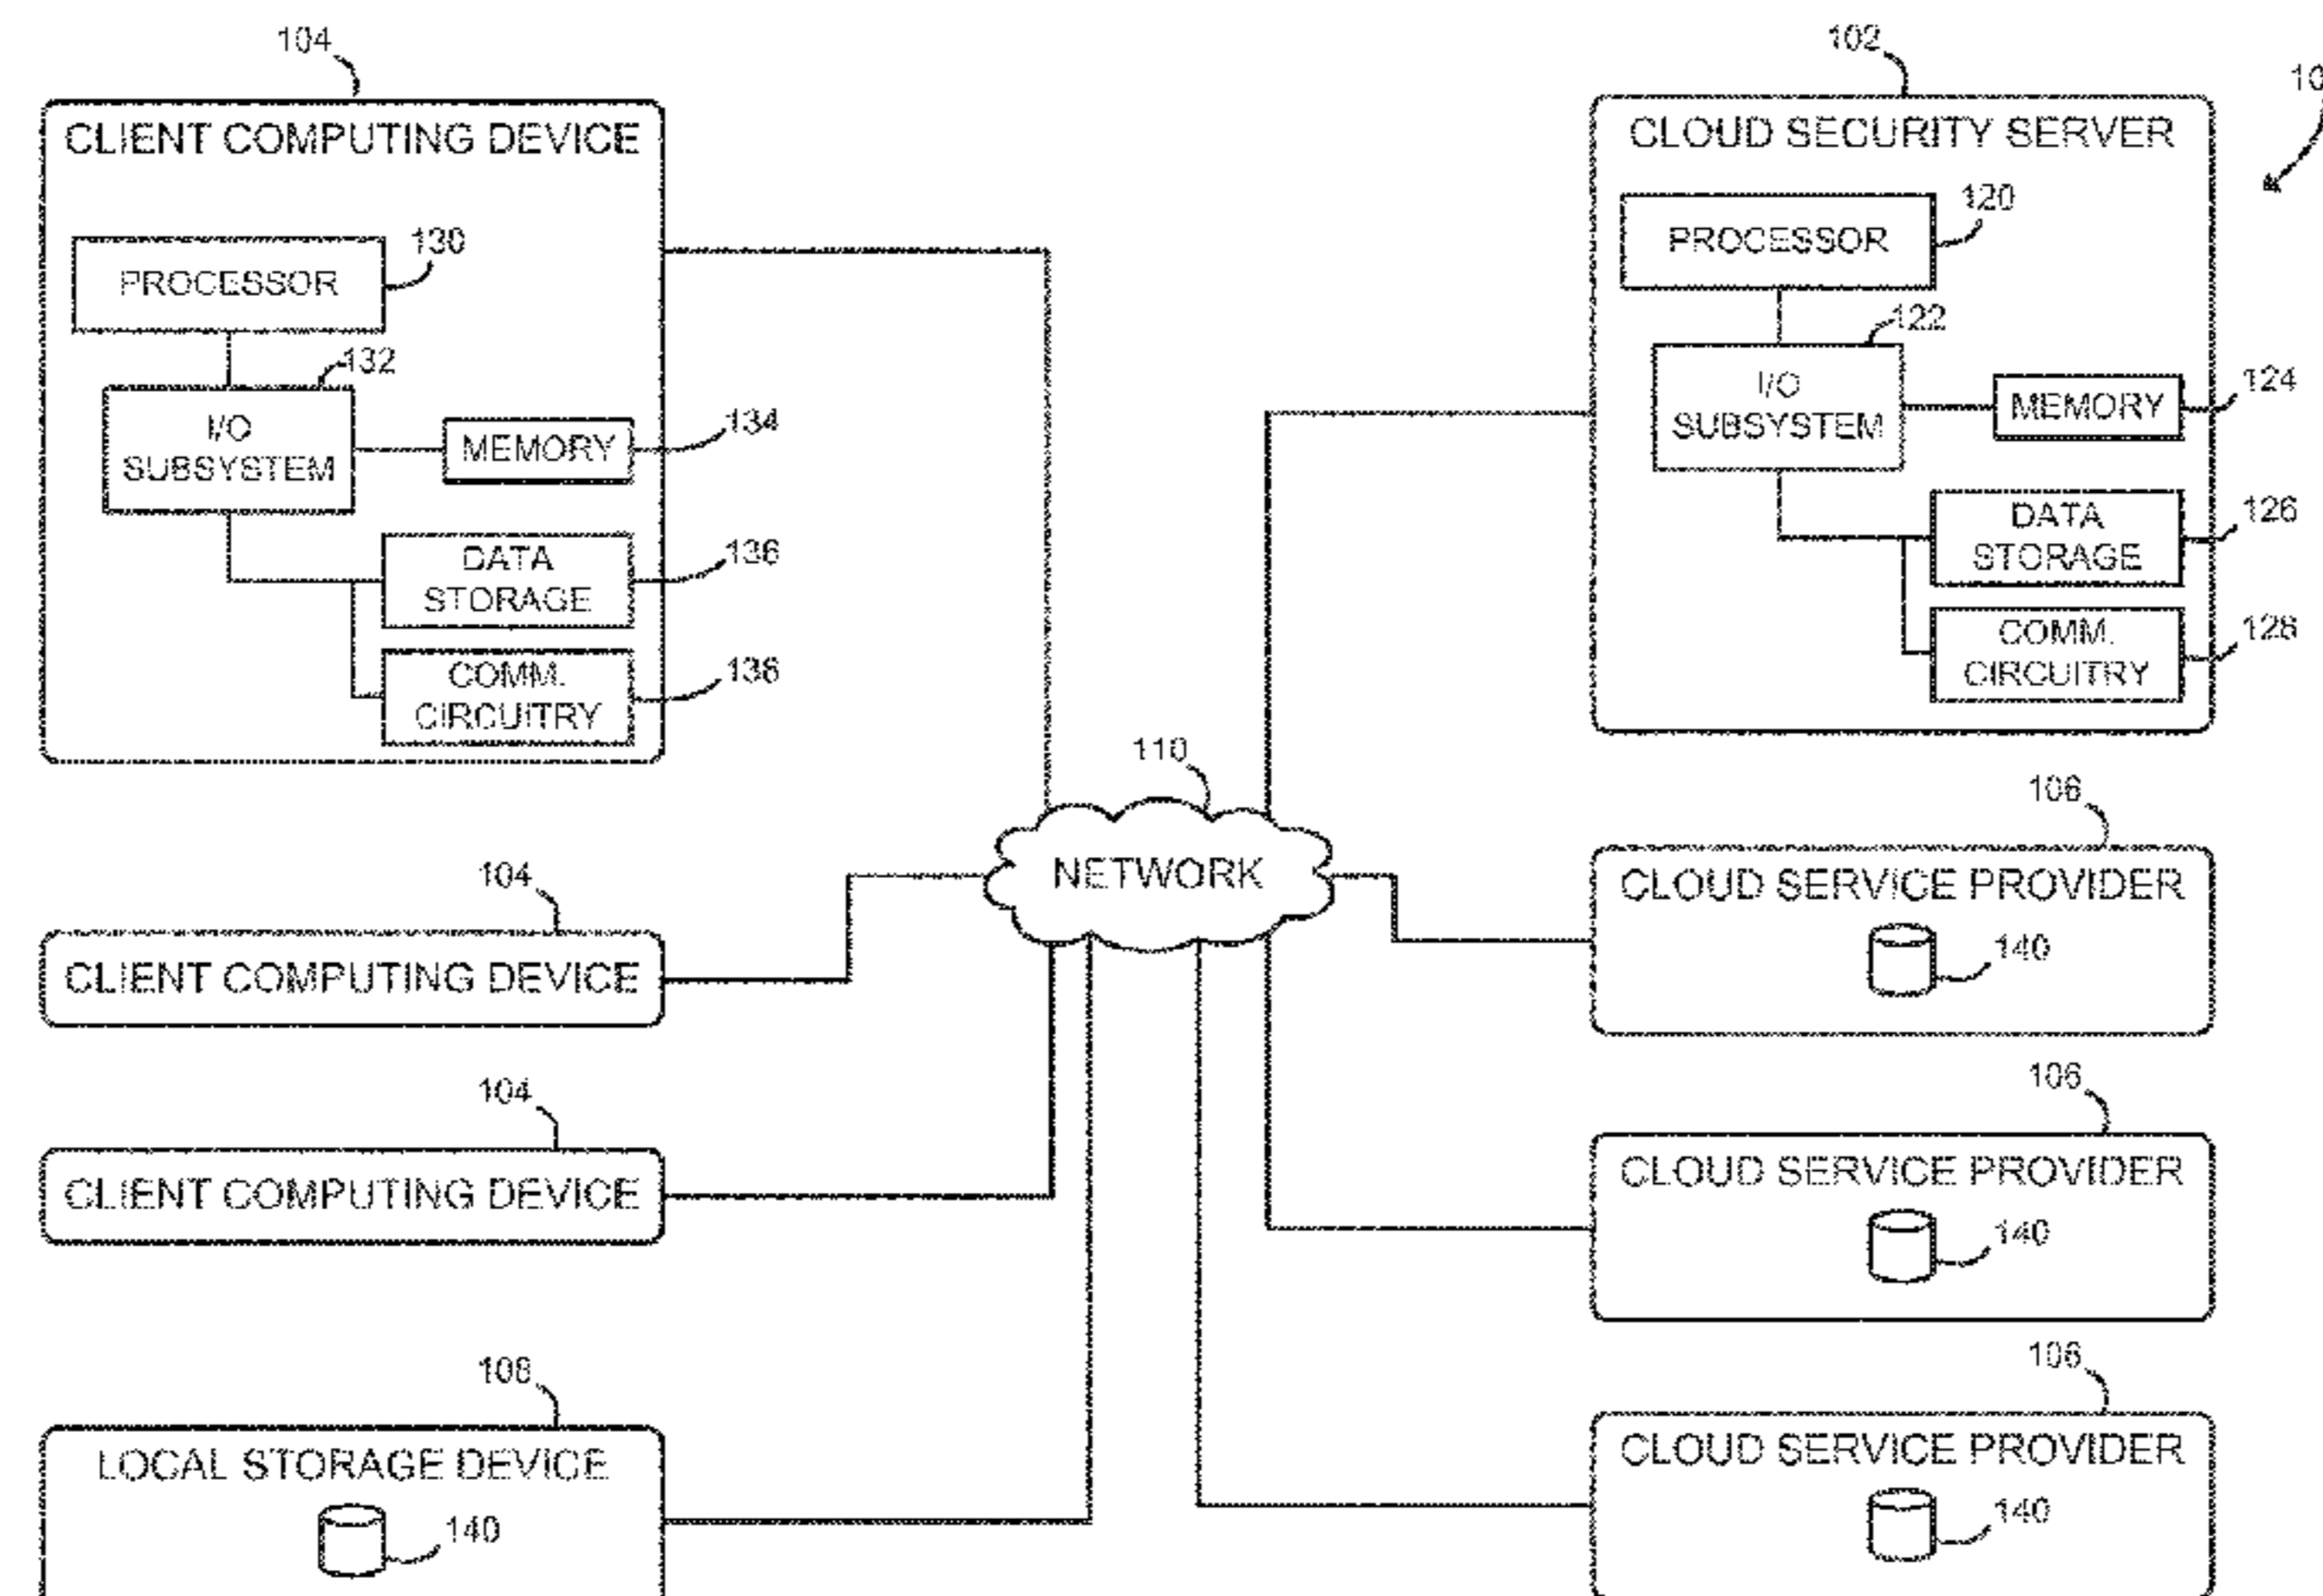 104
CLIENT COMPUTING DEVICE
PROCESSOR
130
132
I/O
SUBSYSTEM
MEMORY
134
DATA
STORAGE
136
COMM.
CIRCUITRY
138
102
10
CLOUD SECURITY SERVER
PROCESSOR
120
122
I/O
SUBSYSTEM
MEMORY
124
DATA
STORAGE
126
COMM.
CIRCUITRY
128
110
NETWORK
104
CLIENT COMPUTING DEVICE
104
CLIENT COMPUTING DEVICE
108
LOCAL STORAGE DEVICE
140
106
CLOUD SERVICE PROVIDER
140
106
CLOUD SERVICE PROVIDER
140
106
CLOUD SERVICE PROVIDER
140